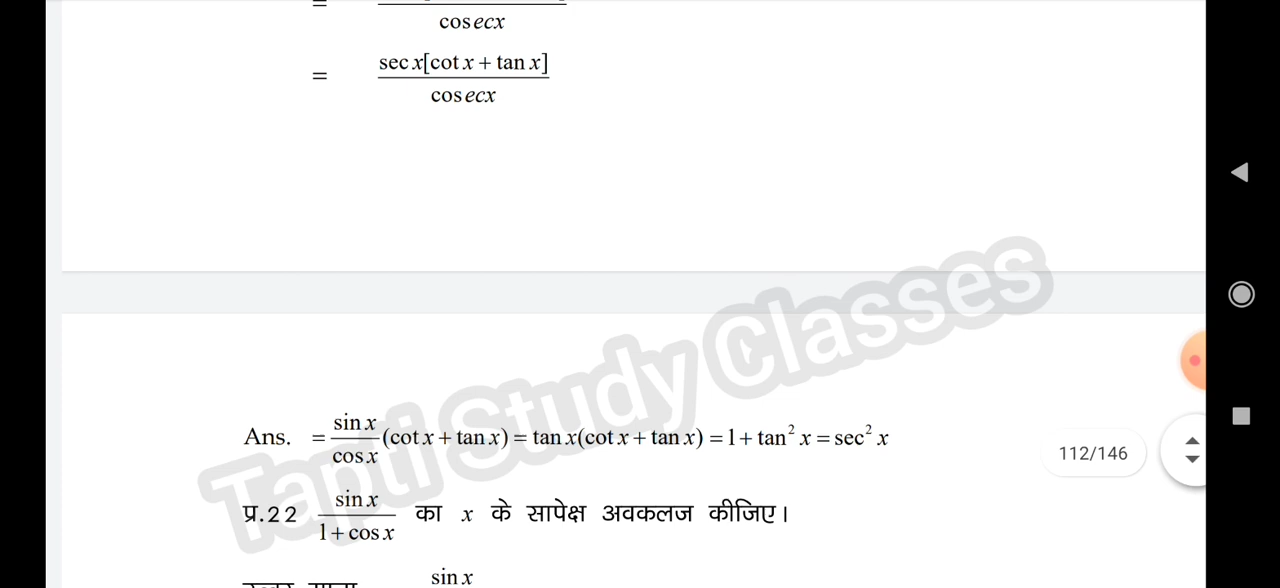 =
cosecx
= sec x[cot x + tan x]
cosecx
Tapti Study Classes
Ans. = sin x / cos x (cot x + tan x) = tan x(cot x + tan x) = 1 + tan² x = sec² x
112/146
प्र.22 sin x / 1 + cos x का x के सापेक्ष अवकलज कीजिए।
sin x